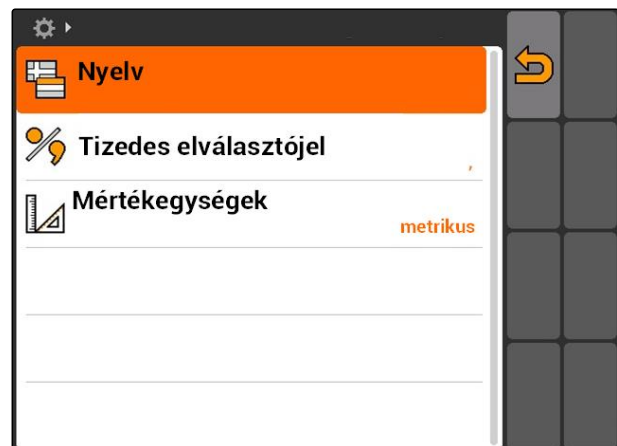 Nyelv
Tizedes elválasztójel
,
Mértékegységek
metrikus